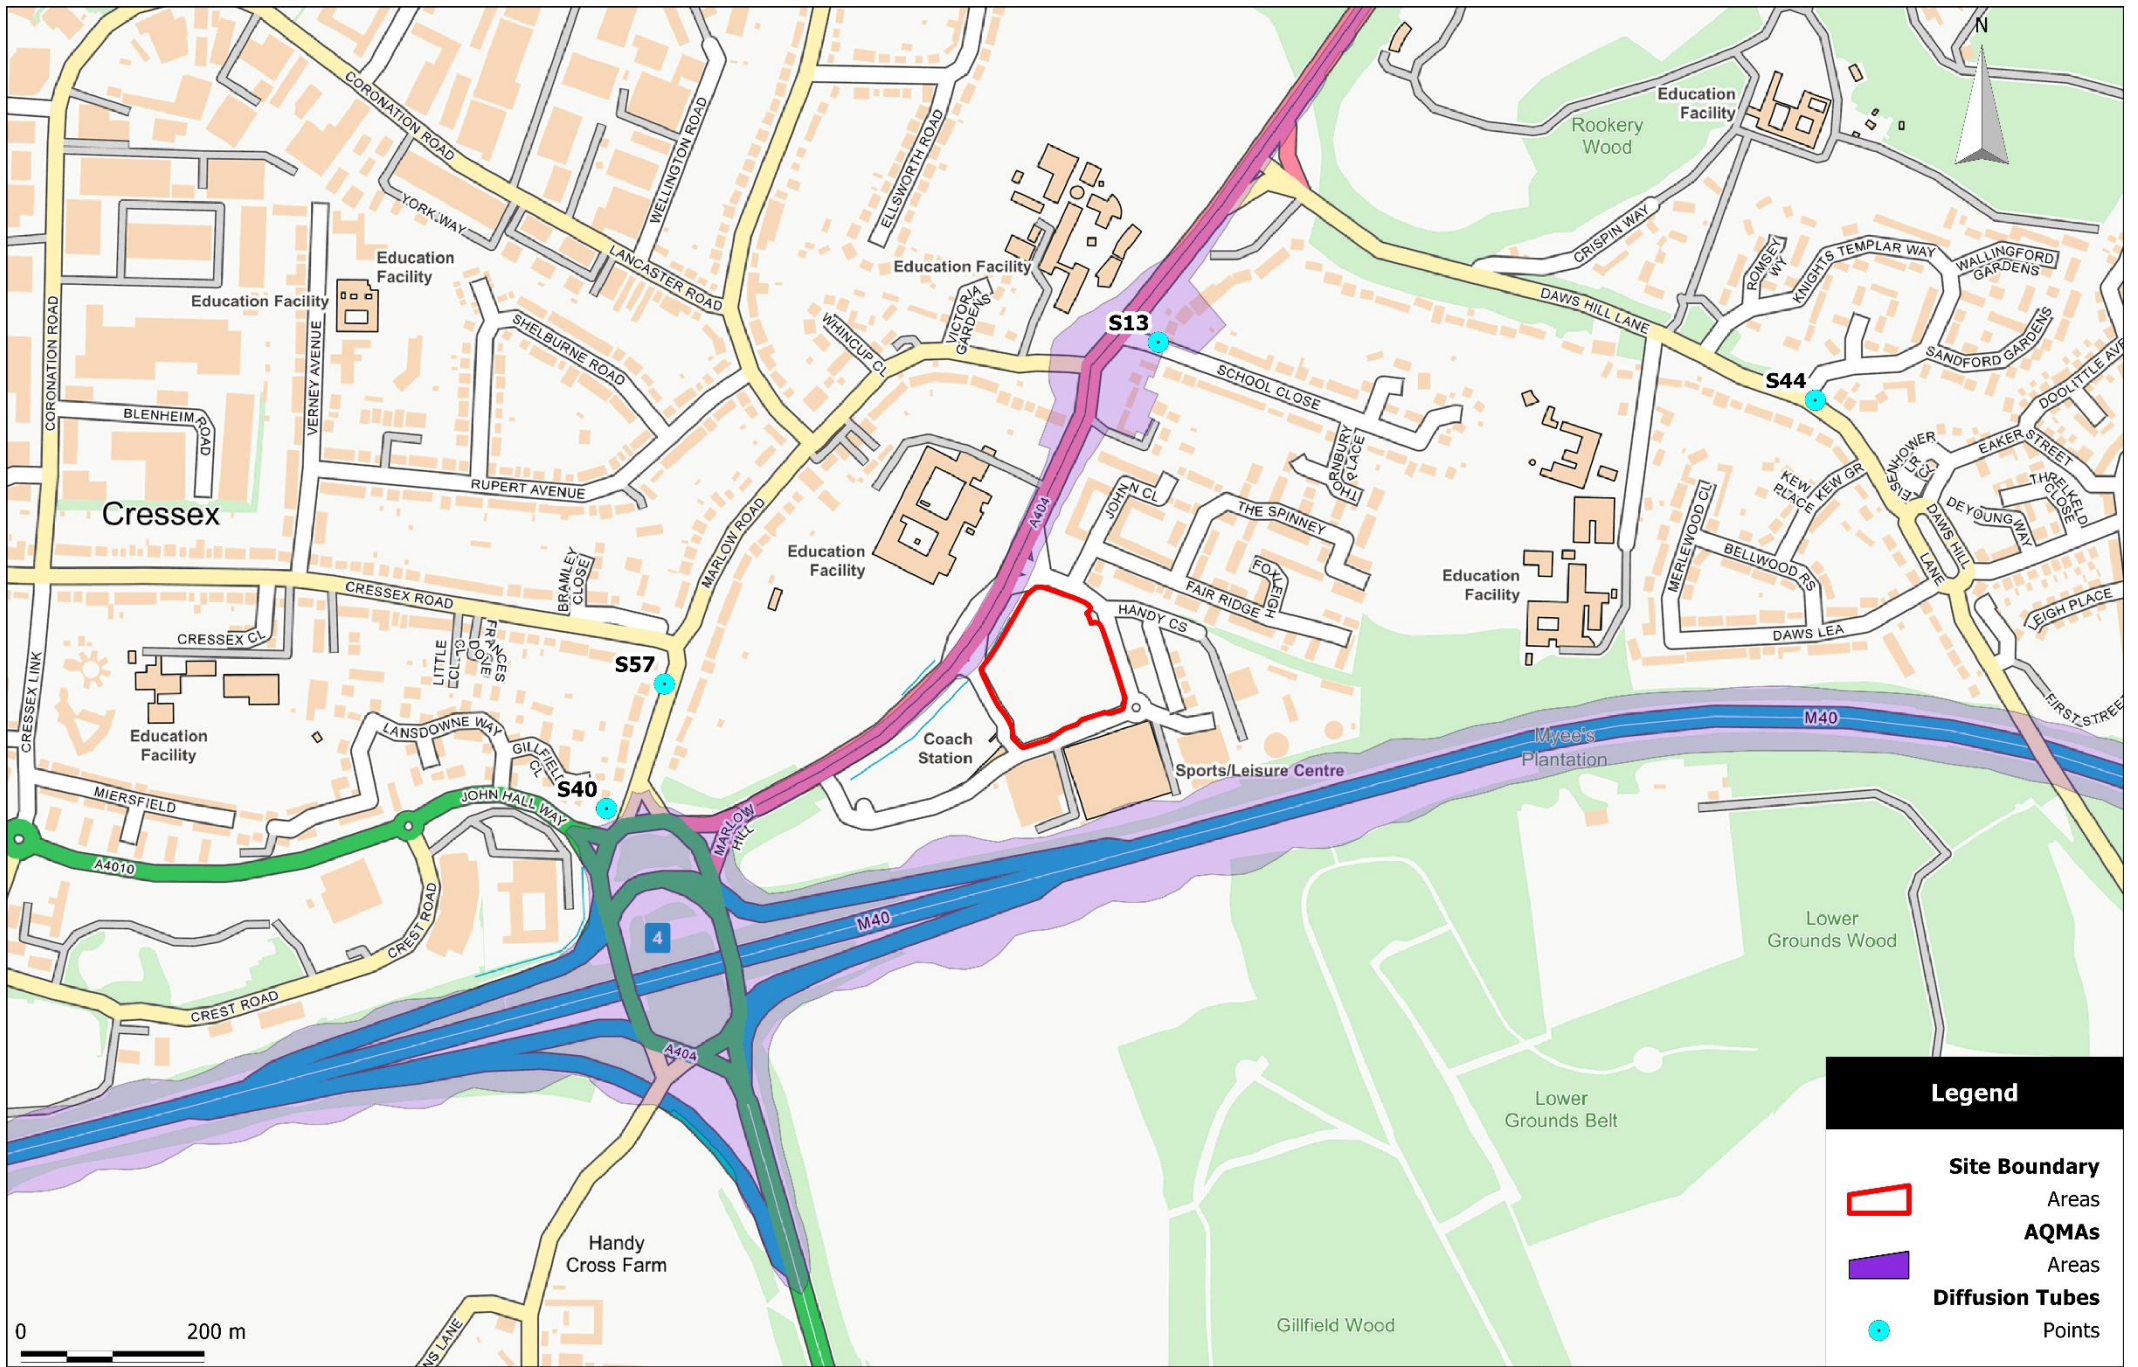 N
CORONATION ROAD
WELLINGTON ROAD
ELLSWORTH ROAD
Education
Facility
Rookery
Wood
YORK WAY
LANCASTER ROAD
Education
Facility
Education Facility
Education Facility
CRISPIN WAY
ROMSEY
WY
KNIGHTS TEMPLAR WAY
WALLINGFORD
GARDENS
DAWS HILL LANE
SANDFORD GARDENS
DOOLITTLE AVE
CORONATION ROAD
VERNEY AVENUE
SHELBURNE ROAD
WHINCUP CL
VICTORIA
GARDENS
S13
SCHOOL CLOSE
S44
BLENHEIM ROAD
RUPERT AVENUE
Cressex
MARLOW ROAD
A404
JOHN
N CL
THE SPINNEY
THORNBURY
PLACE
KEW
PLACE
KEW GR
EISENHOWER
CL
EAKER STREET
THRELKELD
CLOSE
DEYOUNG WAY
DAWS HILL
LANE
MERLEWOOD CL
BELLWOOD RS
DAWS LEA
LEIGH PLACE
FIRST STREET
Education
Facility
Education
Facility
FOXLEIGH
FAIR RIDGE
HANDY CS
BRAMLEY
CLOSE
CRESSEX ROAD
CRESSEX CL
LITTLE
CL
FRANCES
DOVE
S57
CRESSEX LINK
Education
Facility
LANSDOWNE WAY
GILLFIELD
CL
Coach
Station
Sports/Leisure Centre
M40
Myee's
Plantation
MIERSFIELD
S40
JOHN HALL WAY
MARLOW
HILL
A4010
CREST ROAD
CREST ROAD
4
M40
A404
Lower
Grounds Wood
Lower
Grounds Belt
Handy
Cross Farm
Gillfield Wood
NS LANE
0
200 m
Legend
Site Boundary
Areas
AQMAs
Areas
Diffusion Tubes
Points